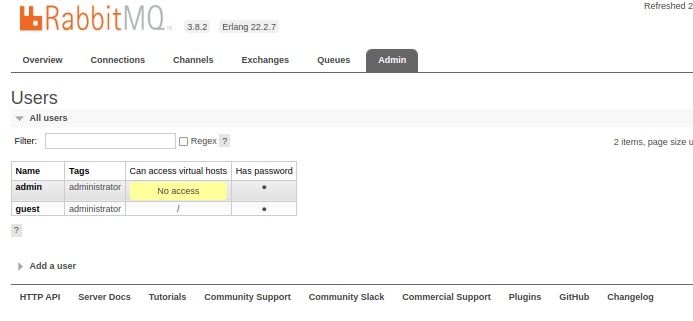 Refreshed 2
RabbitMQ TM 3.8.2 Erlang 22.2.7
Overview Connections Channels Exchanges Queues Admin
Users
All users
Filter: Regex ?
2 items, page size u
Name Tags Can access virtual hosts Has password
admin administrator No access ●
guest administrator / ●
?
Add a user
HTTP API Server Docs Tutorials Community Support Community Slack Commercial Support Plugins GitHub Changelog